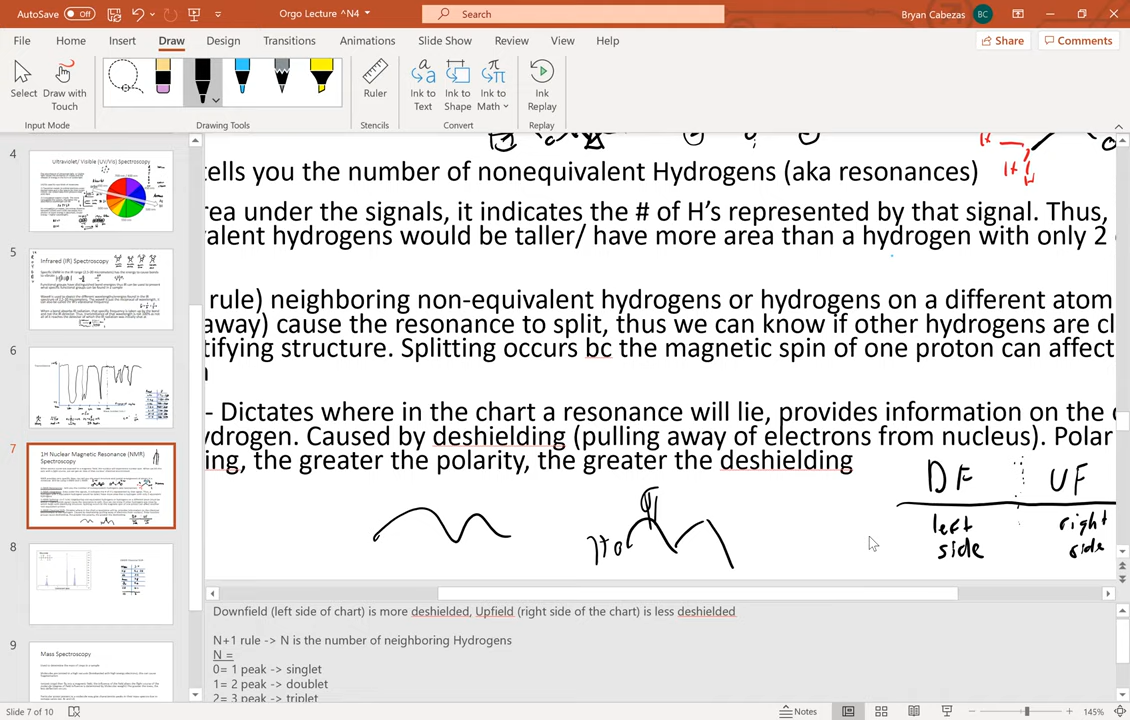 AutoSave Off
Orgo Lecture ^N4
Search
Bryan Cabezas BC
File Home Insert Draw Design Transitions Animations Slide Show Review View Help
Share Comments
Select
Draw with Touch
Input Mode
Drawing Tools
Ruler
Stencils
Ink to Text
Ink to Shape
Ink to Math
Convert
Ink Replay
Replay
4
Ultraviolet/ Visible (UV/Vis) Spectroscopy
5
Infrared (IR) Spectroscopy
6
7
1H Nuclear Magnetic Resonance (NMR) Spectroscopy
8
9
Mass Spectroscopy
H
H
H
tells you the number of nonequivalent Hydrogens (aka resonances)
rea under the signals, it indicates the # of H's represented by that signal. Thus,
valent hydrogens would be taller/ have more area than a hydrogen with only 2
rule) neighboring non-equivalent hydrogens or hydrogens on a different atom
away) cause the resonance to split, thus we can know if other hydrogens are cl
tifying structure. Splitting occurs bc the magnetic spin of one proton can affect
- Dictates where in the chart a resonance will lie, provides information on the
ydrogen. Caused by deshielding (pulling away of electrons from nucleus). Polar
ing, the greater the polarity, the greater the deshielding
DF UF
left side
right side
HO
Downfield (left side of chart) is more deshielded, Upfield (right side of the chart) is less deshielded
N+1 rule -> N is the number of neighboring Hydrogens
N =
0= 1 peak -> singlet
1= 2 peak -> doublet
2= 3 peak -> triplet
Slide 7 of 10
Notes
145%